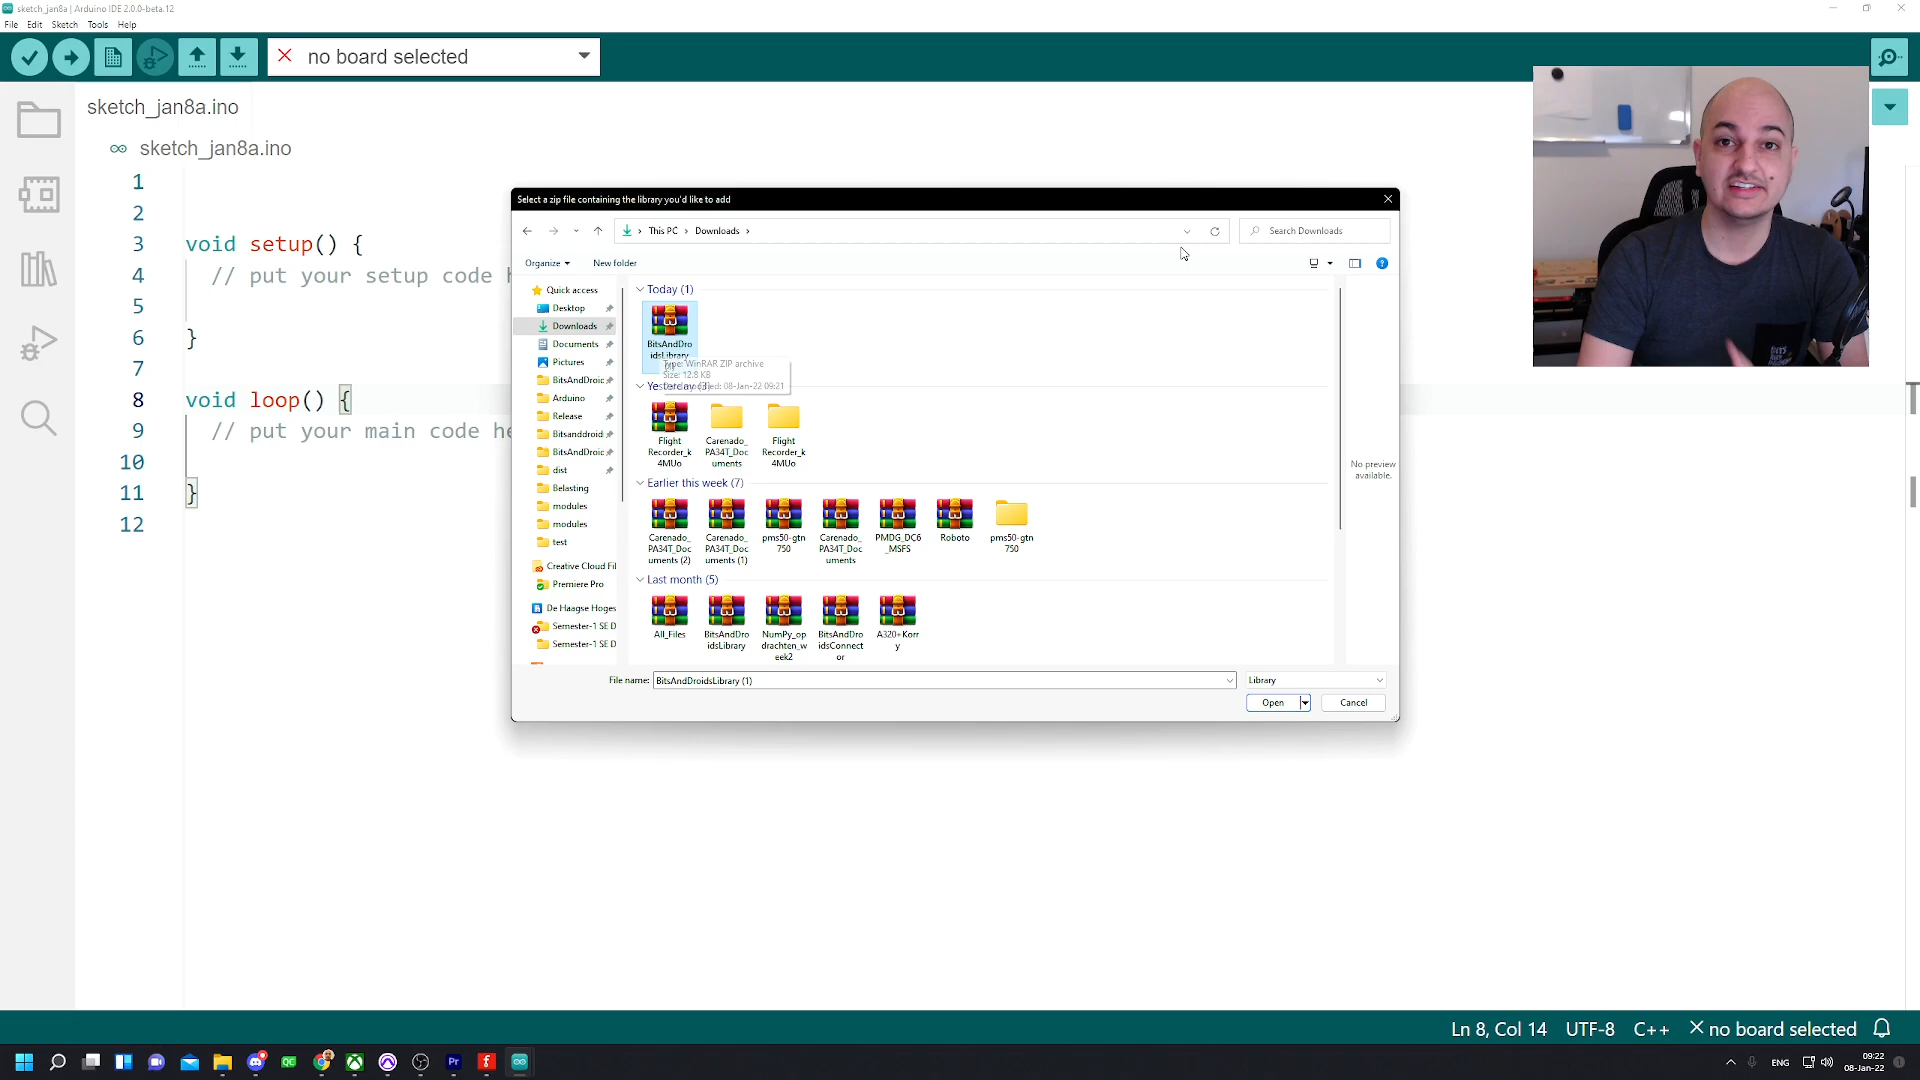 sketch_jan8a | Arduino IDE 2.0.0-beta.12
File Edit Sketch Tools Help
no board selected
sketch_jan8a.ino
sketch_jan8a.ino
1
2
3 void setup() {
4 // put your setup code
5
6 }
7
8 void loop() {
9 // put your main code he
10
11 }
12
Select a zip file containing the library you'd like to add
This PC > Downloads >
Search Downloads
Organize New folder
Quick access
Desktop
Downloads
Documents
Pictures
BitsAndDroic
Arduino
Release
Bitsanddroid
BitsAndDroic
dist
Belasting
modules
modules
test
Creative Cloud Fil
Premiere Pro
De Haagse Hoges
Semester-1 SE D
Semester-1 SE D
Today (1)
BitsAndDro
idsLibrary
Type: WinRAR ZIP archive
Size: 12.8 KB
08-Jan-22 09:21
Yesterday (3)
Flight
Recorder_k
4MUo
Carenado_
PA34T_Doc
uments
Flight
Recorder_k
4MUo
Earlier this week (7)
Carenado_
PA34T_Doc
uments (2)
Carenado_
PA34T_Doc
uments (1)
pms50-gtn
750
Carenado_
PA34T_Doc
uments
PMDG_DC6
_MSFS
Roboto
pms50-gtn
750
Last month (5)
All_Files
BitsAndDro
idsLibrary
NumPy_op
drachten_w
eek2
BitsAndDro
idsConnect
or
A320+Korr
y
No preview
available.
File name: BitsAndDroidsLibrary (1)
Library
Open Cancel
Ln 8, Col 14 UTF-8 C++ no board selected
ENG
09:22
08-Jan-22